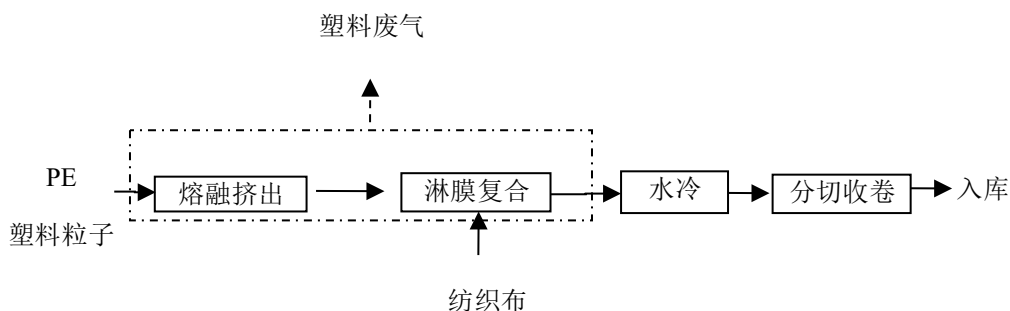 塑料废气
PE
塑料粒子
熔融挤出
淋膜复合
水冷
分切收卷
入库
纺织布